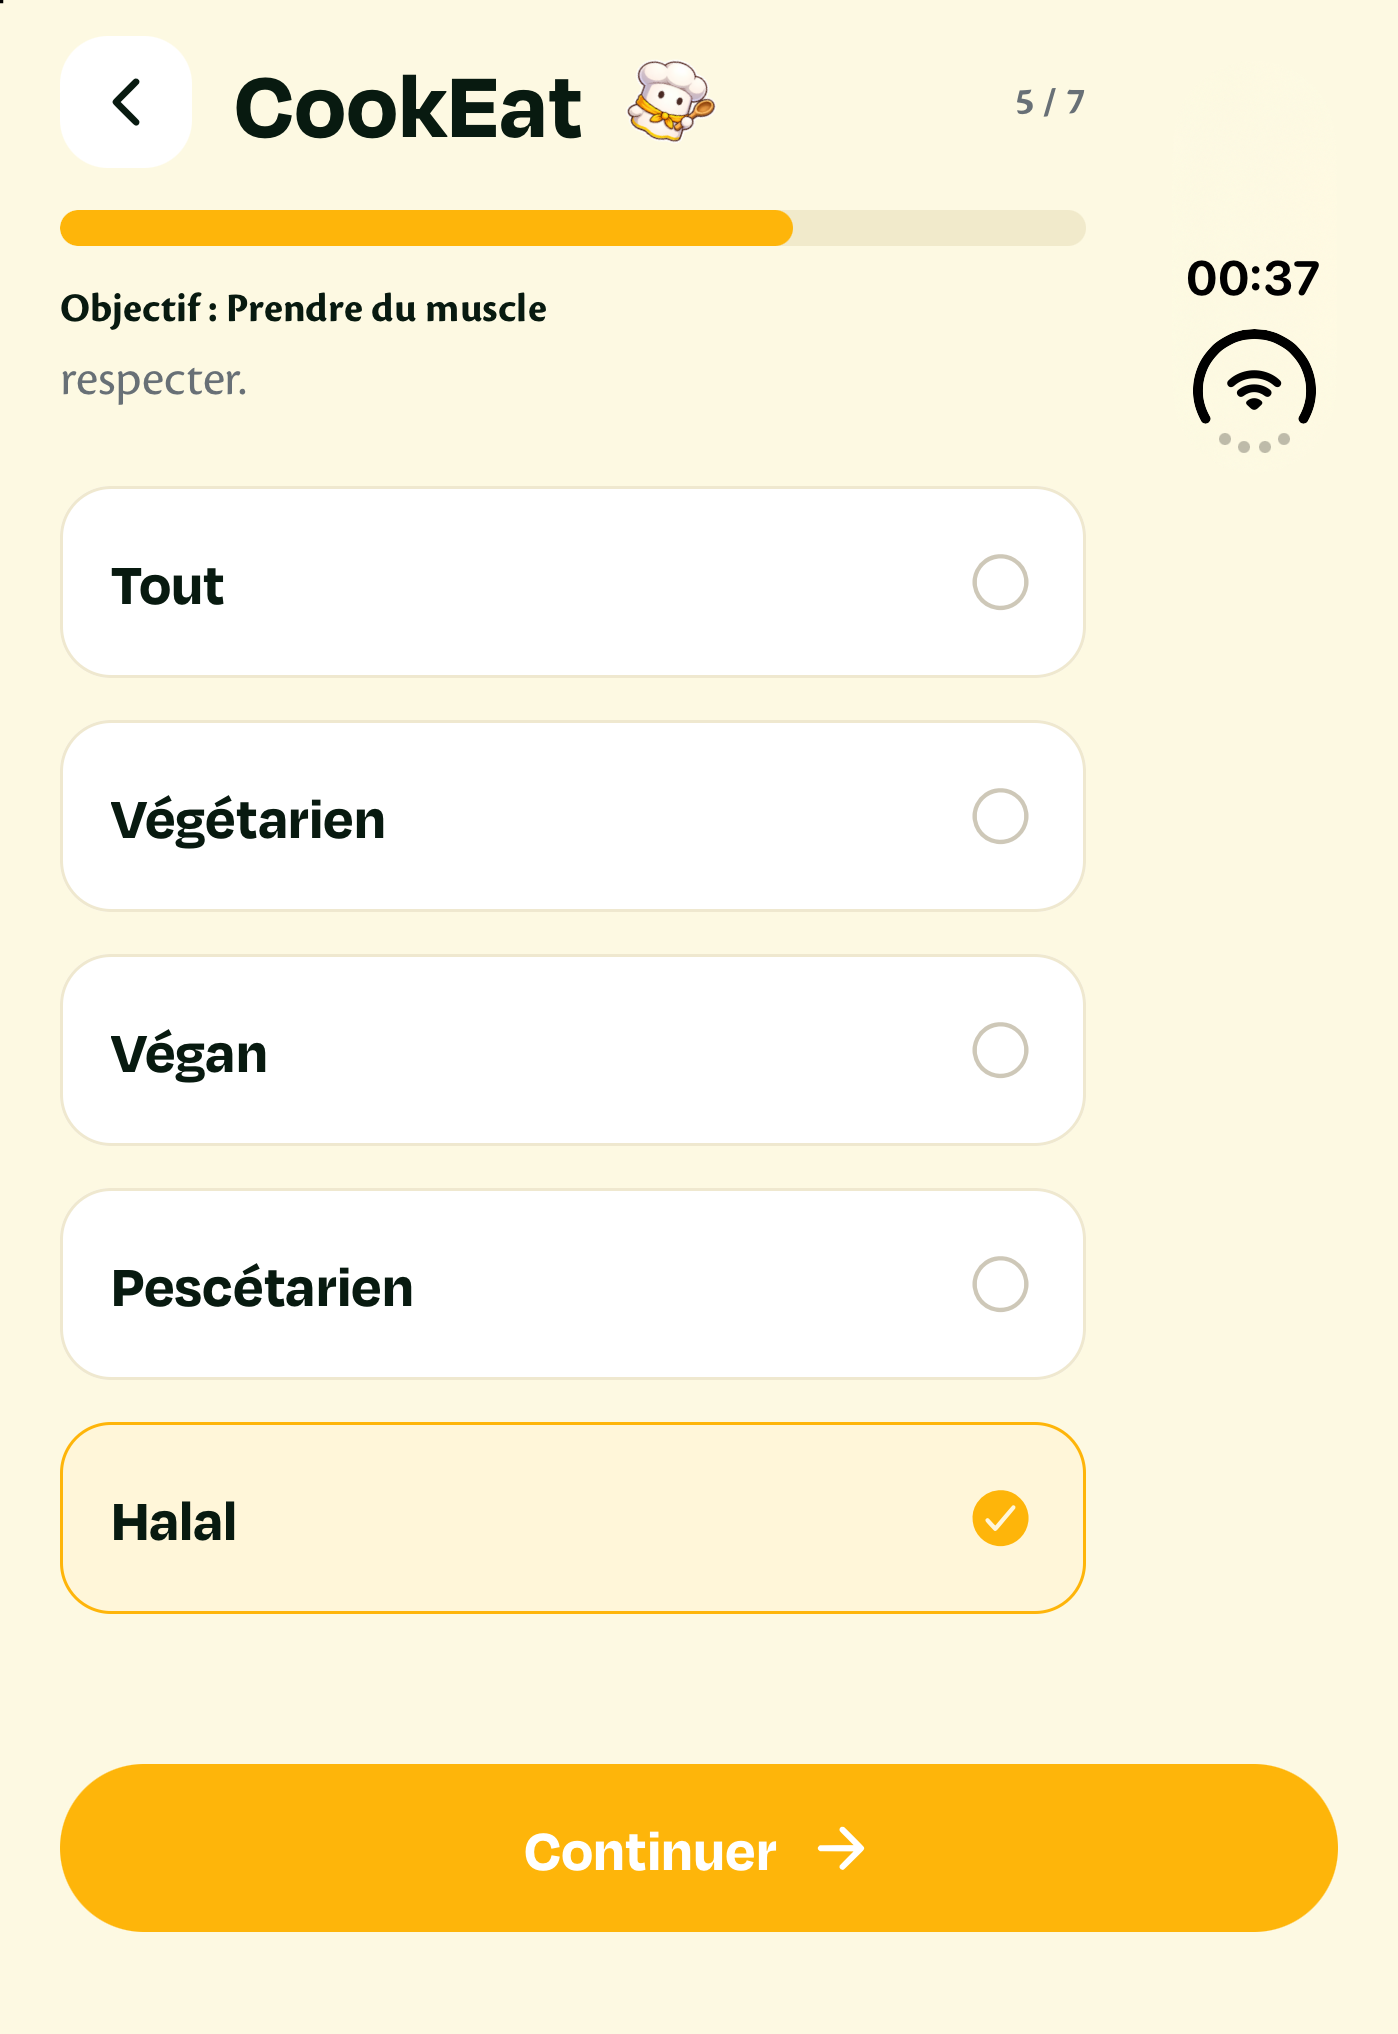 CookEat
5 / 7
00:37
Objectif : Prendre du muscle
respecter.
Tout
Végétarien
Végan
Pescétarien
Halal
Continuer